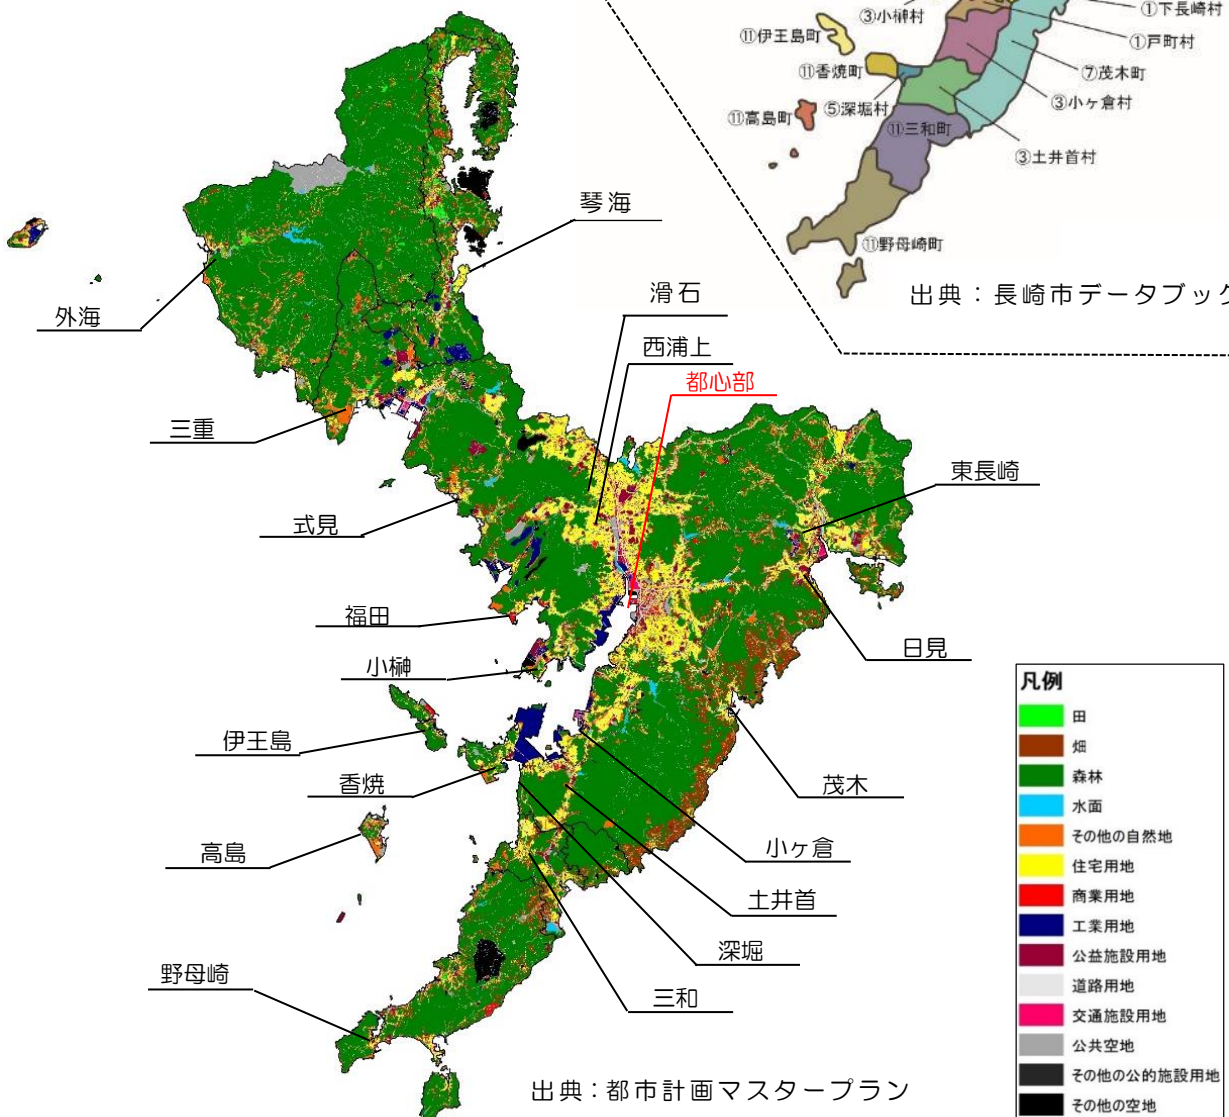 ③小榊村
①下長崎村
⑪伊王島町
①戸町村
⑪香焼町
⑦茂木町
⑤深堀村
③小ヶ倉村
⑪高島町
⑪三和町
③土井首村
⑪野母崎町
出典：長崎市データブック
琴海
外海
滑石
西浦上
都心部
三重
東長崎
式見
福田
日見
小榊
伊王島
香焼
茂木
高島
小ヶ倉
土井首
深堀
野母崎
三和
出典：都市計画マスタープラン
凡例
田
畑
森林
水面
その他の自然地
住宅用地
商業用地
工業用地
公益施設用地
道路用地
交通施設用地
公共空地
その他の公的施設用地
その他の空地